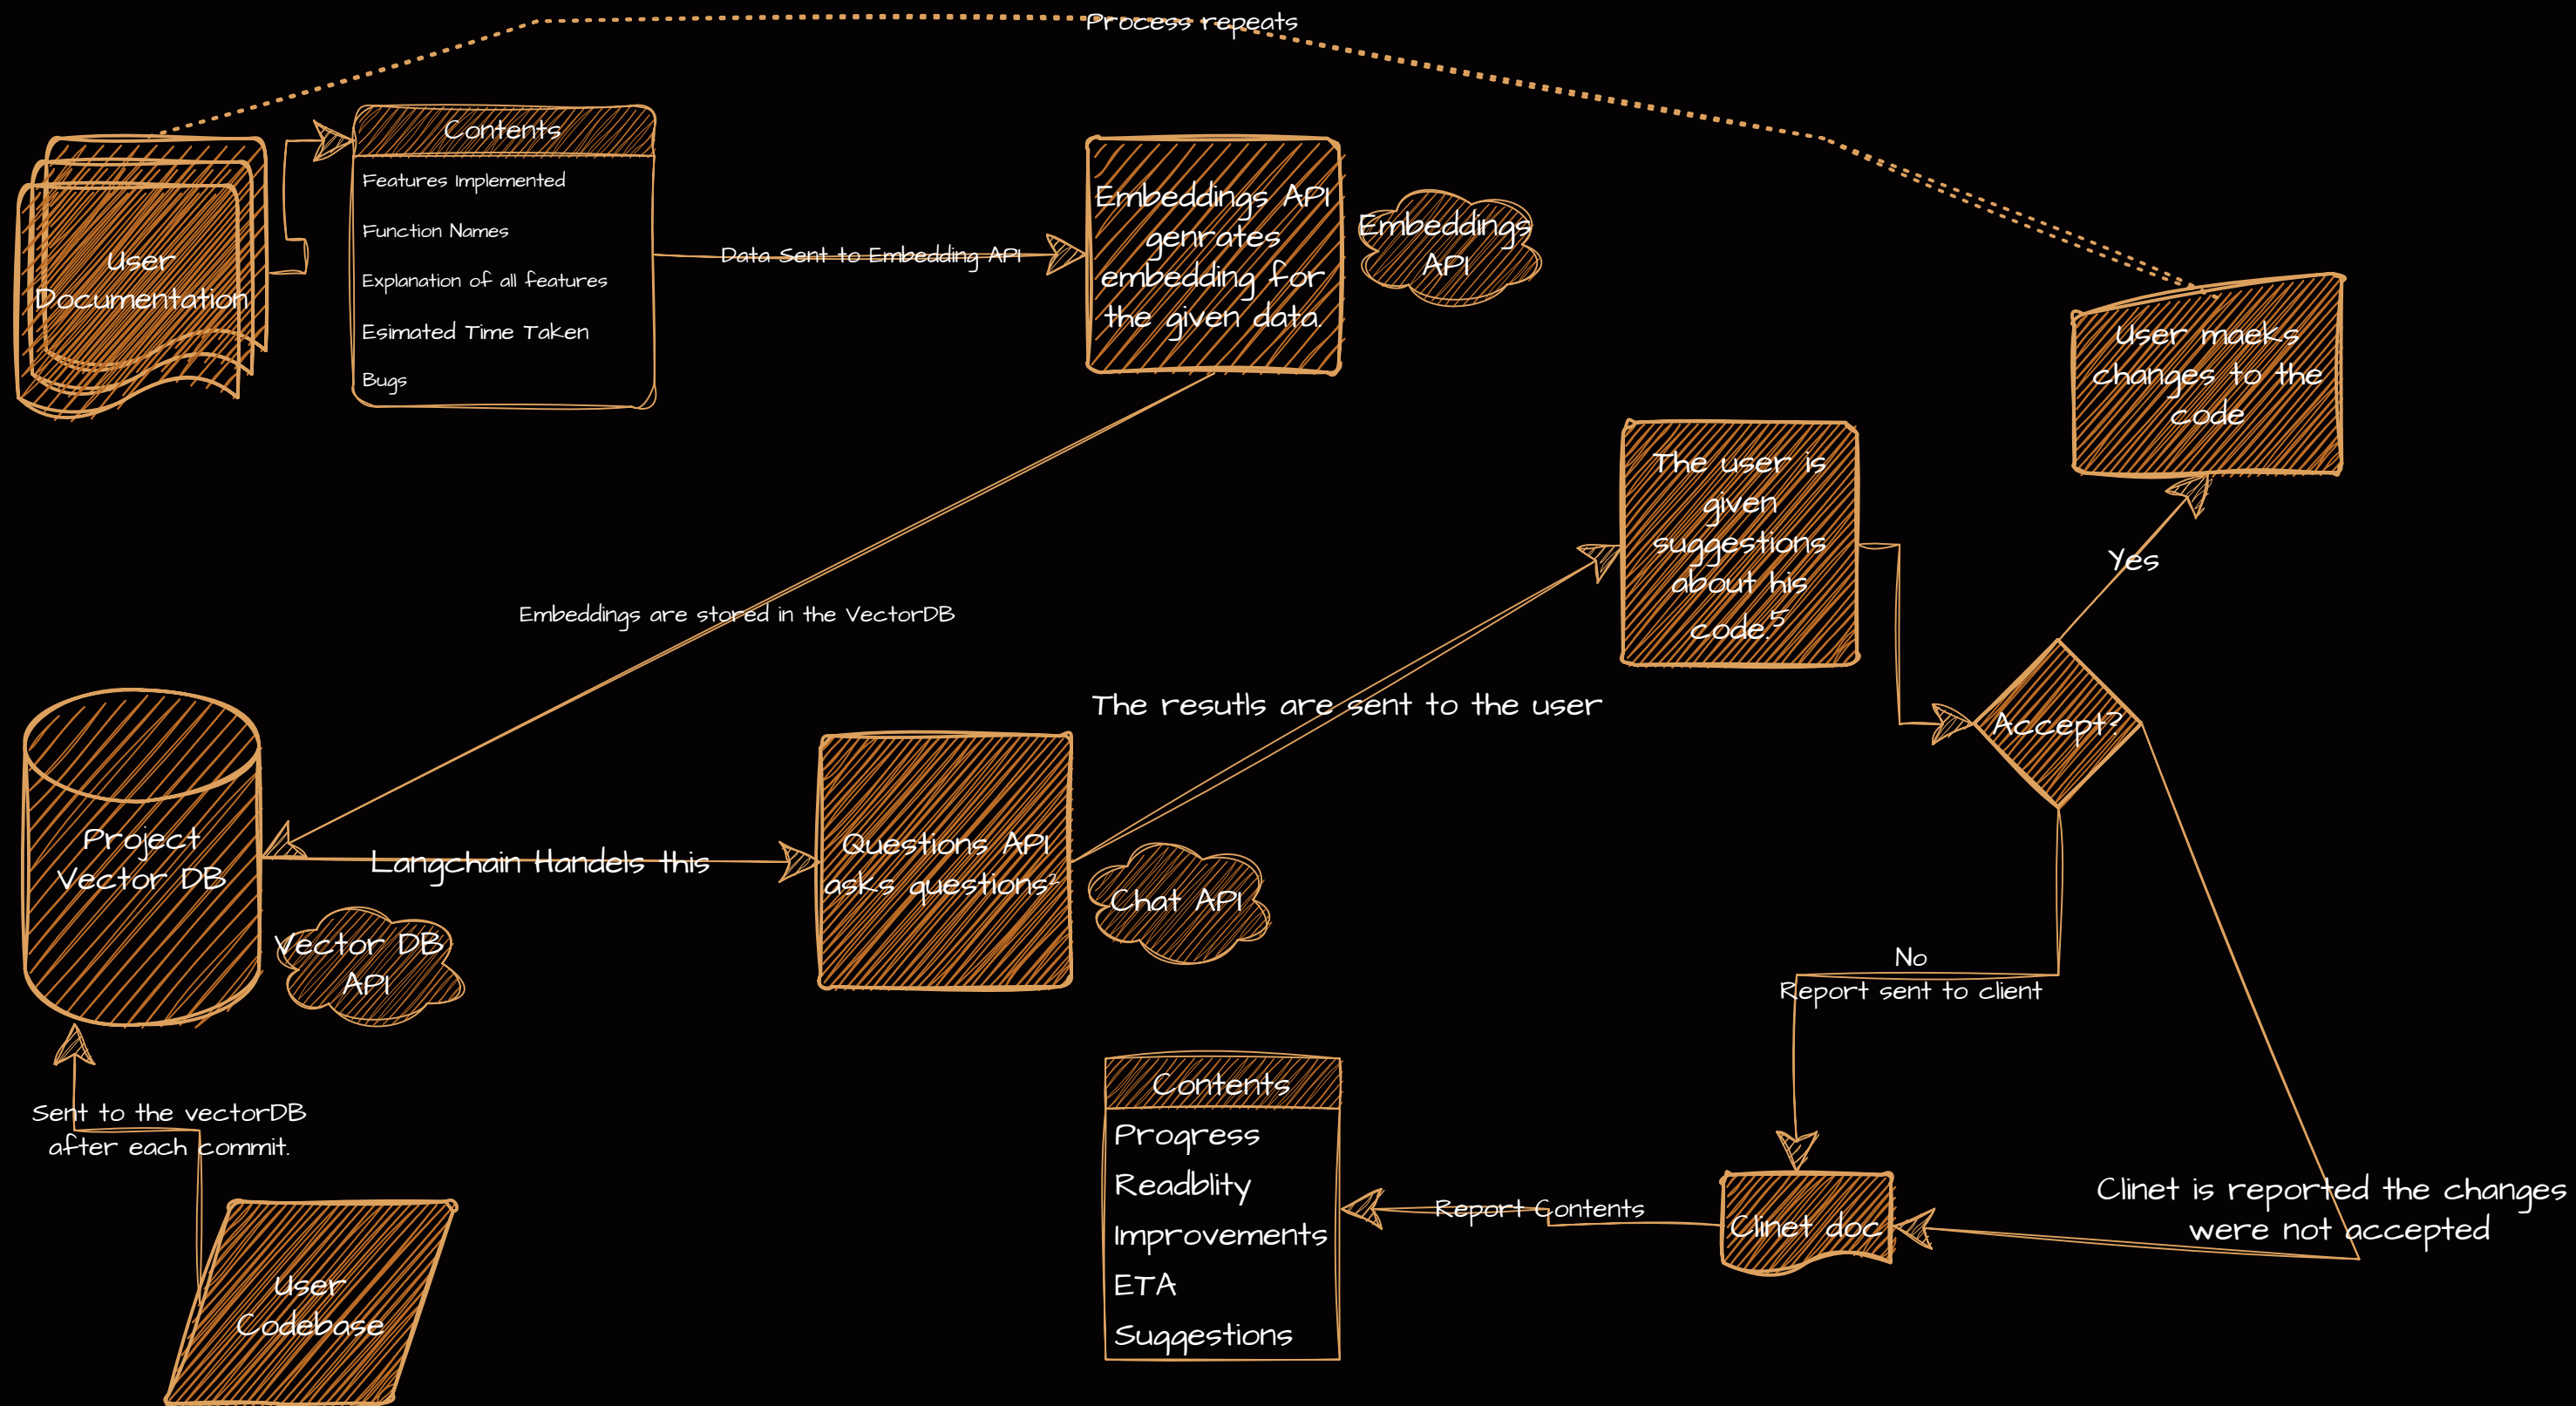 Process repeats
Contents
Features Implemented
Function Names
Explanation of all features
Esimated Time Taken
Bugs
User
Documentation
Data Sent to Embedding API
Embeddings API
genrates
embedding for
the given data.
Embeddings
API
User maeks
changes to the
code
The user is
given
suggestions
about his
code.5
Yes
Embeddings are stored in the VectorDB
The resutls are sent to the user
Accept?
Project
Vector DB
Langchain Handels this
Questions API
asks questions²
Chat API
Vector DB
API
No
Report sent to client
Sent to the vectorDB
after each commit.
Contents
Progress
Readblity
Improvements
ETA
Suggestions
Report Contents
Clinet doc
Clinet is reported the changes
were not accepted
User
Codebase